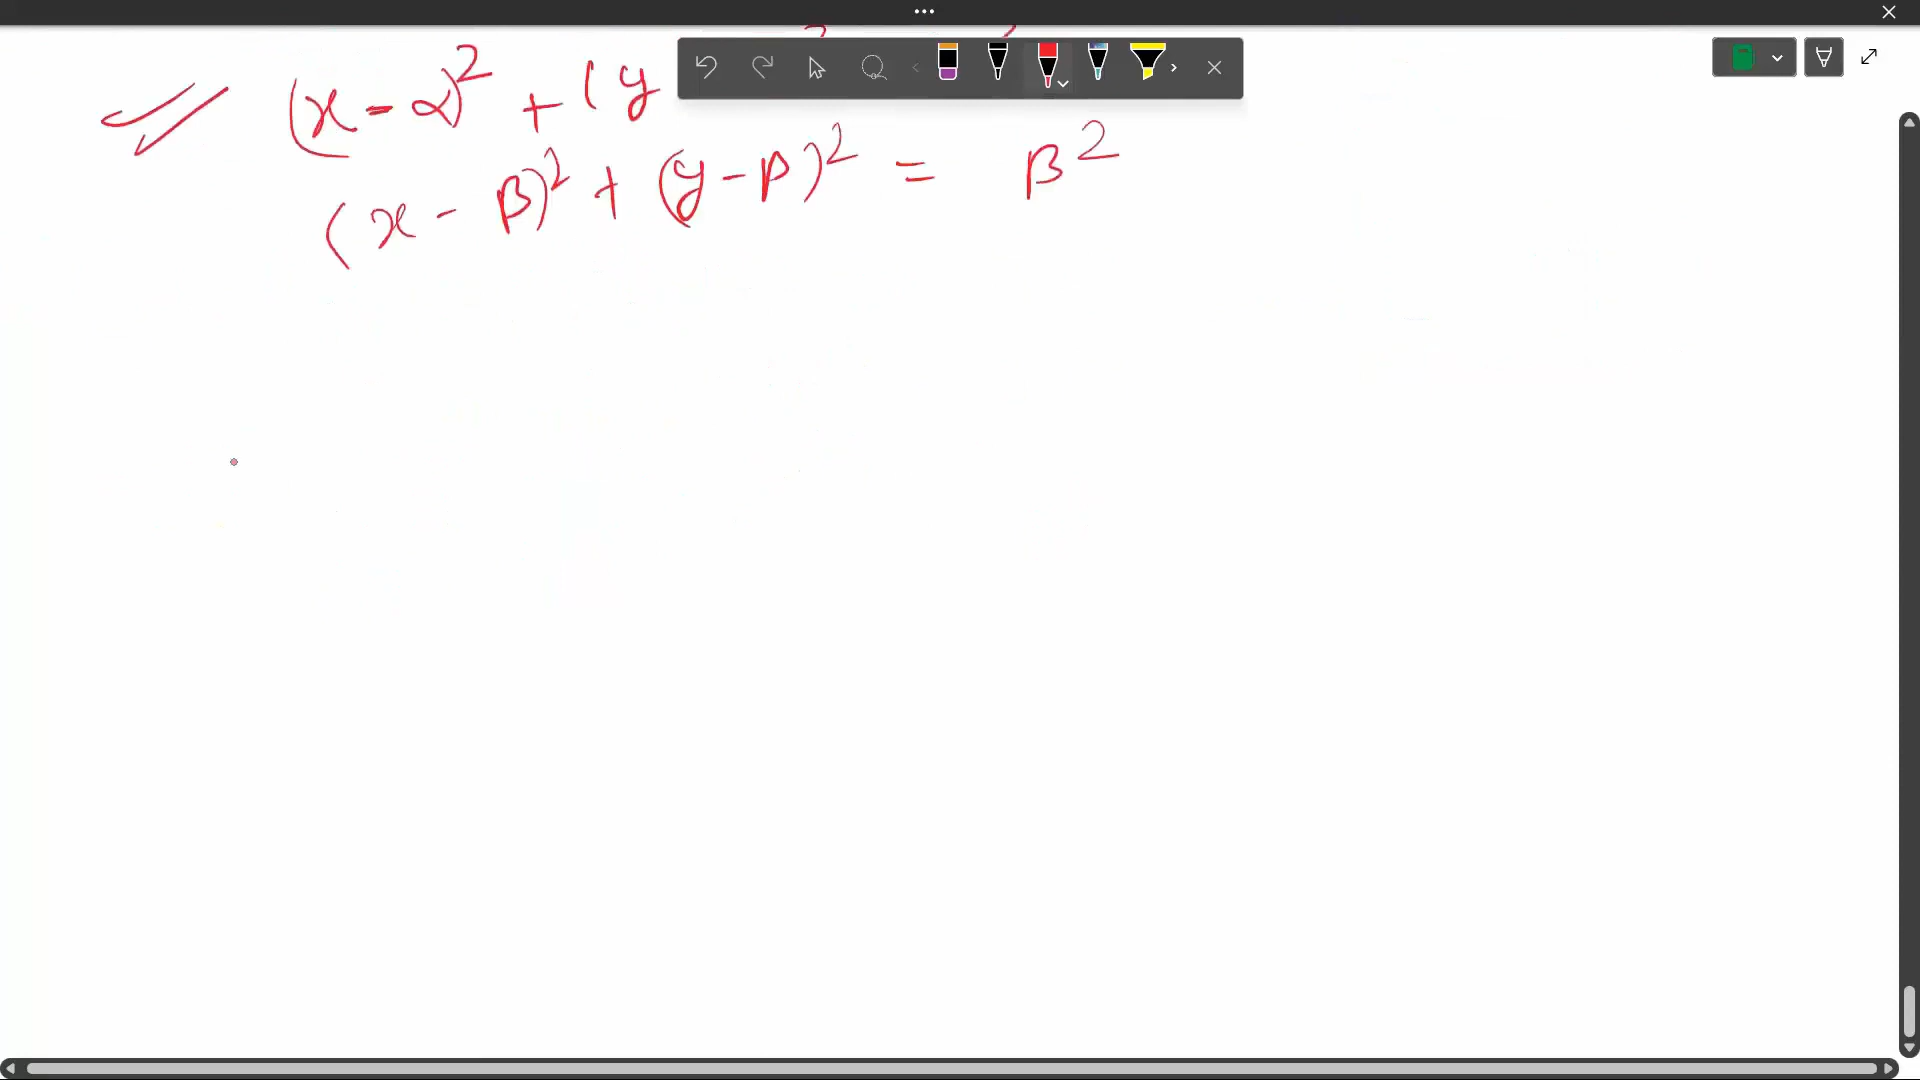 (x - α)² + (y
(x - β)² + (y - β)² = β²